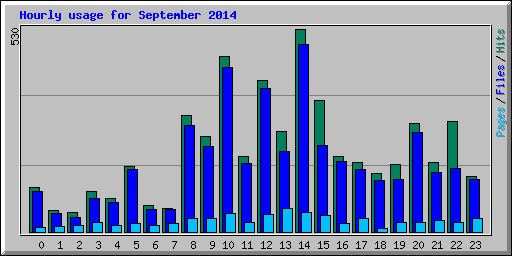 Hourly usage for September 2014
530
Pages / Files / Hits
0 1 2 3 4 5 6 7 8 9 10 11 12 13 14 15 16 17 18 19 20 21 22 23